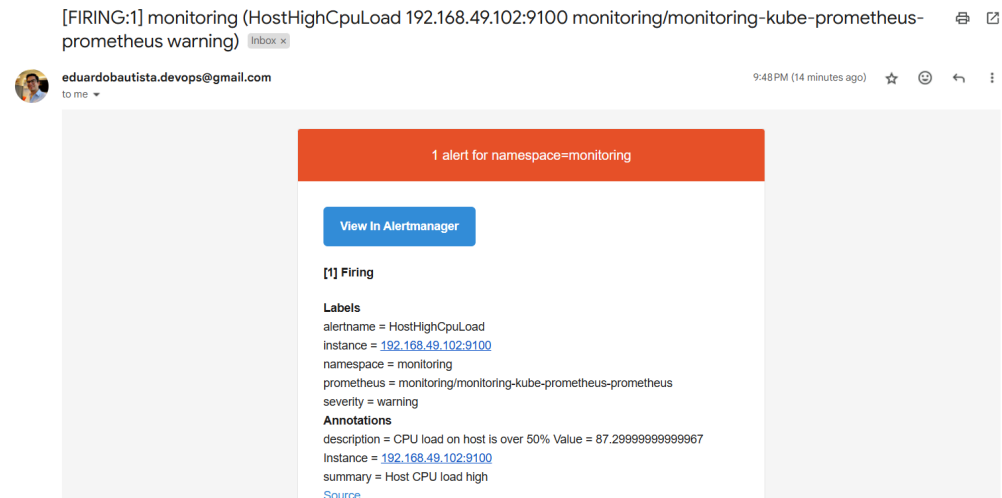 [FIRING:1] monitoring (HostHighCpuLoad 192.168.49.102:9100 monitoring/monitoring-kube-prometheus-
prometheus warning) Inbox ×
eduardobautista.devops@gmail.com 9:48 PM (14 minutes ago)
to me
1 alert for namespace=monitoring
View In Alertmanager
[1] Firing
Labels
alertname = HostHighCpuLoad
instance = 192.168.49.102:9100
namespace = monitoring
prometheus = monitoring/monitoring-kube-prometheus-prometheus
severity = warning
Annotations
description = CPU load on host is over 50% Value = 87.29999999999967
Instance = 192.168.49.102:9100
summary = Host CPU load high
Source